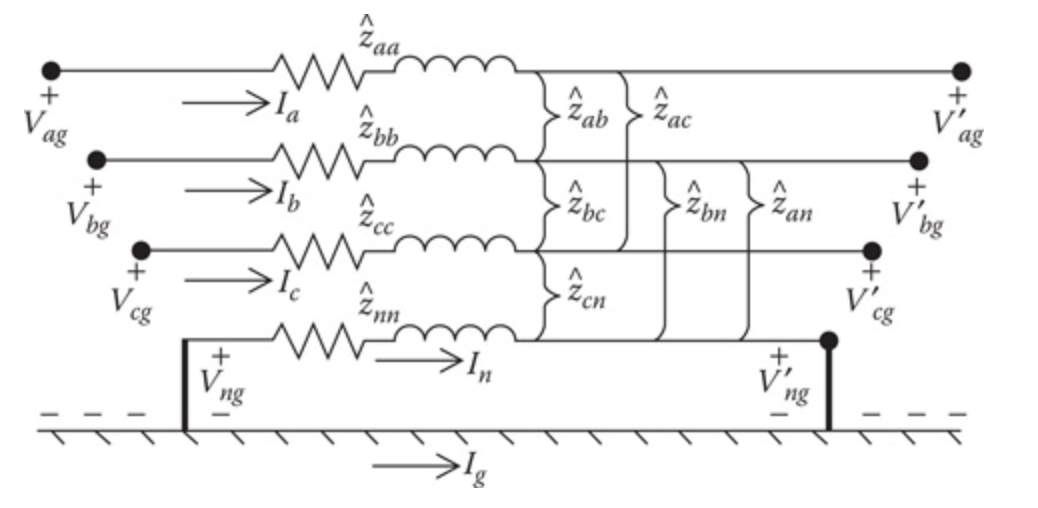 ẑaa
+ Ia ẑab ẑac +
Vag V′ag
ẑbb
+ Ib ẑbc ẑbn ẑan +
Vbg V′bg
ẑcc
+ Ic ẑcn +
Vcg V′cg
ẑnn
+ In +
Vng V′ng
− − − − − − − −
Ig